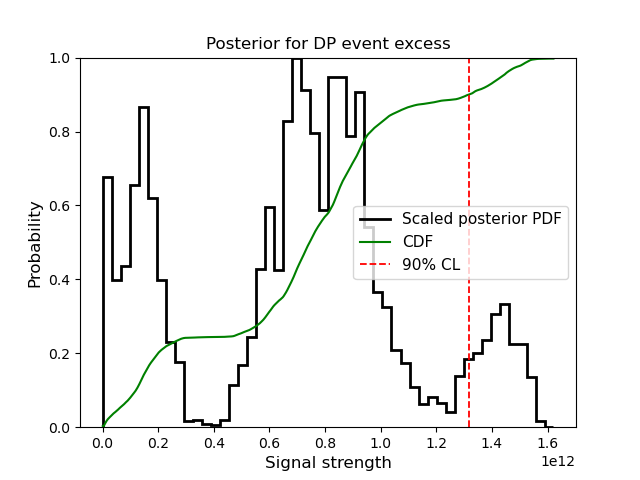 Posterior for DP event excess
1.0
0.8
0.6
0.4
0.2
0.0
Probability
Scaled posterior PDF
CDF
90% CL
0.0 0.2 0.4 0.6 0.8 1.0 1.2 1.4 1.6
1e12
Signal strength